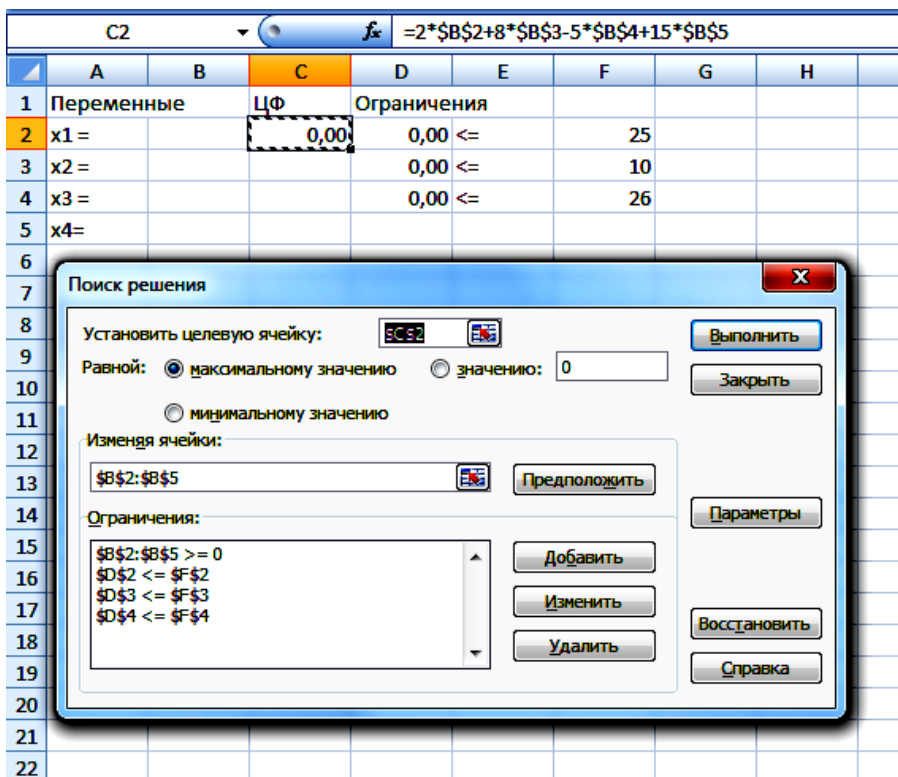 C2 fx =2*$B$2+8*$B$3-5*$B$4+15*$B$5
A B C D E F G H
1 Переменные ЦФ Ограничения
2 x1 = 0,00 0,00 <= 25
3 x2 = 0,00 <= 10
4 x3 = 0,00 <= 26
5 x4=
6
7
8
9
10
11
12
13
14
15
16
17
18
19
20
21
22
Поиск решения
X
Установить целевую ячейку: $C$2
Выполнить
Равной: максимальному значению значению: 0
Закрыть
минимальному значению
Изменяя ячейки:
$B$2:$B$5
Предположить
Параметры
Ограничения:
$B$2:$B$5 >= 0
$D$2 <= $F$2
$D$3 <= $F$3
$D$4 <= $F$4
Добавить
Изменить
Удалить
Восстановить
Справка